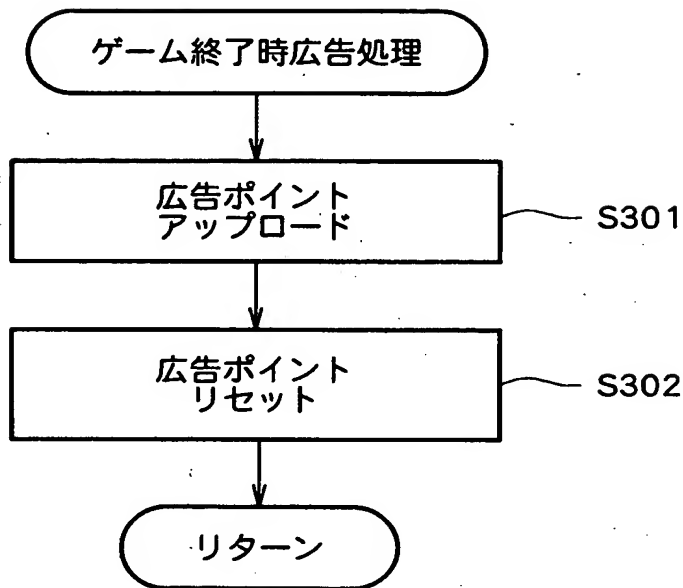 ゲーム終了時広告処理
広告ポイント
アップロード
S301
広告ポイント
リセット
S302
リターン